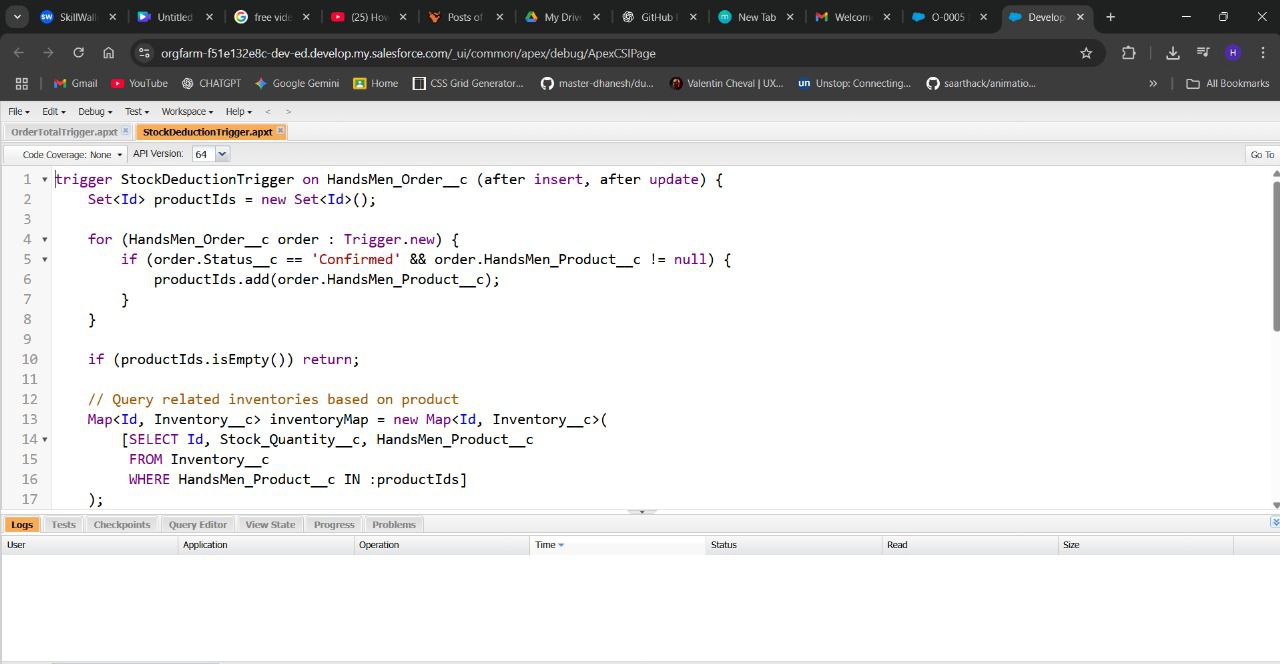 SkillWall
Untitled
free vide
(25) How
Posts of
My Drive
GitHub
New Tab
Welcom
O-0005
Develop
orgfarm-f51e132e8c-dev-ed.develop.my.salesforce.com/_ui/common/apex/debug/ApexCSIPage
H
Gmail
YouTube
CHATGPT
Google Gemini
Home
CSS Grid Generator...
master-dhanesh/du...
Valentin Cheval | UX...
un Unstop: Connecting...
saarthack/animatio...
»
All Bookmarks
File Edit Debug Test Workspace Help < >
OrderTotalTrigger.apxt StockDeductionTrigger.apxt
Code Coverage: None API Version: 64 Go To
1 trigger StockDeductionTrigger on HandsMen_Order__c (after insert, after update) {
2 Set<Id> productIds = new Set<Id>();
3
4 for (HandsMen_Order__c order : Trigger.new) {
5 if (order.Status__c == 'Confirmed' && order.HandsMen_Product__c != null) {
6 productIds.add(order.HandsMen_Product__c);
7 }
8 }
9
10 if (productIds.isEmpty()) return;
11
12 // Query related inventories based on product
13 Map<Id, Inventory__c> inventoryMap = new Map<Id, Inventory__c>(
14 [SELECT Id, Stock_Quantity__c, HandsMen_Product__c
15 FROM Inventory__c
16 WHERE HandsMen_Product__c IN :productIds]
17 );
Logs Tests Checkpoints Query Editor View State Progress Problems
User Application Operation Time Status Read Size